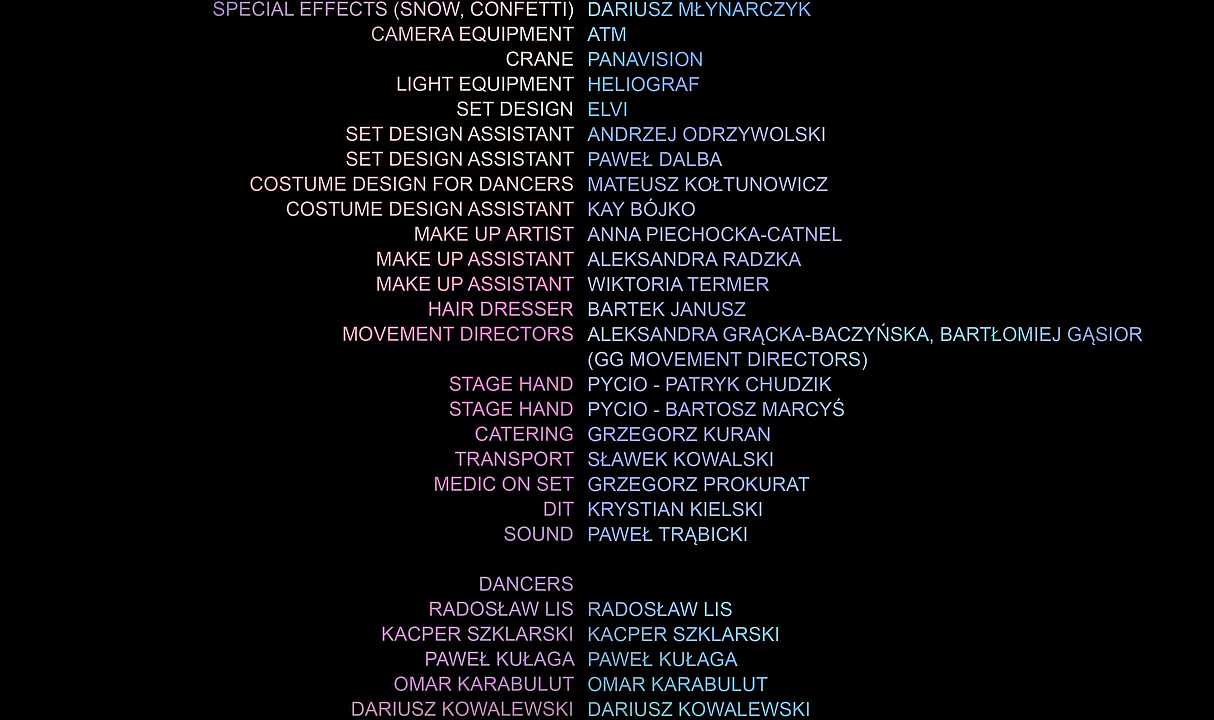 SPECIAL EFFECTS (SNOW, CONFETTI) DARIUSZ MŁYNARCZYK
CAMERA EQUIPMENT ATM
CRANE PANAVISION
LIGHT EQUIPMENT HELIOGRAF
SET DESIGN ELVI
SET DESIGN ASSISTANT ANDRZEJ ODRZYWOLSKI
SET DESIGN ASSISTANT PAWEŁ DALBA
COSTUME DESIGN FOR DANCERS MATEUSZ KOŁTUNOWICZ
COSTUME DESIGN ASSISTANT KAY BÓJKO
MAKE UP ARTIST ANNA PIECHOCKA-CATNEL
MAKE UP ASSISTANT ALEKSANDRA RADZKA
MAKE UP ASSISTANT WIKTORIA TERMER
HAIR DRESSER BARTEK JANUSZ
MOVEMENT DIRECTORS ALEKSANDRA GRĄCKA-BACZYŃSKA, BARTŁOMIEJ GĄSIOR
(GG MOVEMENT DIRECTORS)
STAGE HAND PYCIO - PATRYK CHUDZIK
STAGE HAND PYCIO - BARTOSZ MARCYŚ
CATERING GRZEGORZ KURAN
TRANSPORT SŁAWEK KOWALSKI
MEDIC ON SET GRZEGORZ PROKURAT
DIT KRYSTIAN KIELSKI
SOUND PAWEŁ TRĄBICKI
DANCERS
RADOSŁAW LIS RADOSŁAW LIS
KACPER SZKLARSKI KACPER SZKLARSKI
PAWEŁ KUŁAGA PAWEŁ KUŁAGA
OMAR KARABULUT OMAR KARABULUT
DARIUSZ KOWALEWSKI DARIUSZ KOWALEWSKI